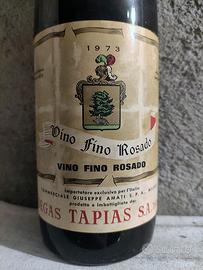 1973
Vino Fino Rosado
VINO FINO ROSADO
Importatore esclusivo per l'Italia
COMMERCIALE GIUSEPPE AMATI S.P.A.
prodotto e imbottigliato da:
GAS TAPIAS S.A.